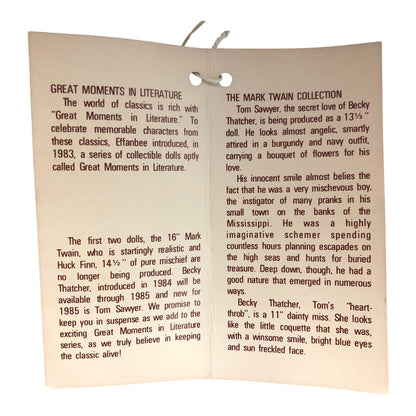 GREAT MOMENTS IN LITERATURE
The world of classics is rich with
"Great Moments in Literature." To
celebrate memorable characters from
these classics, Effanbee introduced, in
1983, a series of collectible dolls aptly
called Great Moments in Literature.
The first two dolls, the 16" Mark
Twain, who is startingly realistic and
Huck Finn, 14½" of pure mischief are
no longer being produced. Becky
Thatcher, introduced in 1984 will be
available through 1985 and new for
1985 is Tom Sawyer. We promise to
keep you in suspense as we add to the
exciting Great Moments in Literature
series, as we truly believe in keeping
the classic alive!
THE MARK TWAIN COLLECTION
Tom Sawyer, the secret love of Becky
Thatcher, is being produced as a 13½"
doll. He looks almost angelic, smartly
attired in a burgundy and navy outfit,
carrying a bouquet of flowers for his
love.
His innocent smile almost belies the
fact that he was a very mischevous boy,
the instigator of many pranks in his
small town on the banks of the
Mississippi. He was a highly
imaginative schemer spending
countless hours planning escapades on
the high seas and hunts for buried
treasure. Deep down, though, he had a
good nature that emerged in numerous
ways.
Becky Thatcher, Tom's "heart-
throb", is a 11" dainty miss. She looks
like the little coquette that she was,
with a winsome smile, bright blue eyes
and sun freckled face.